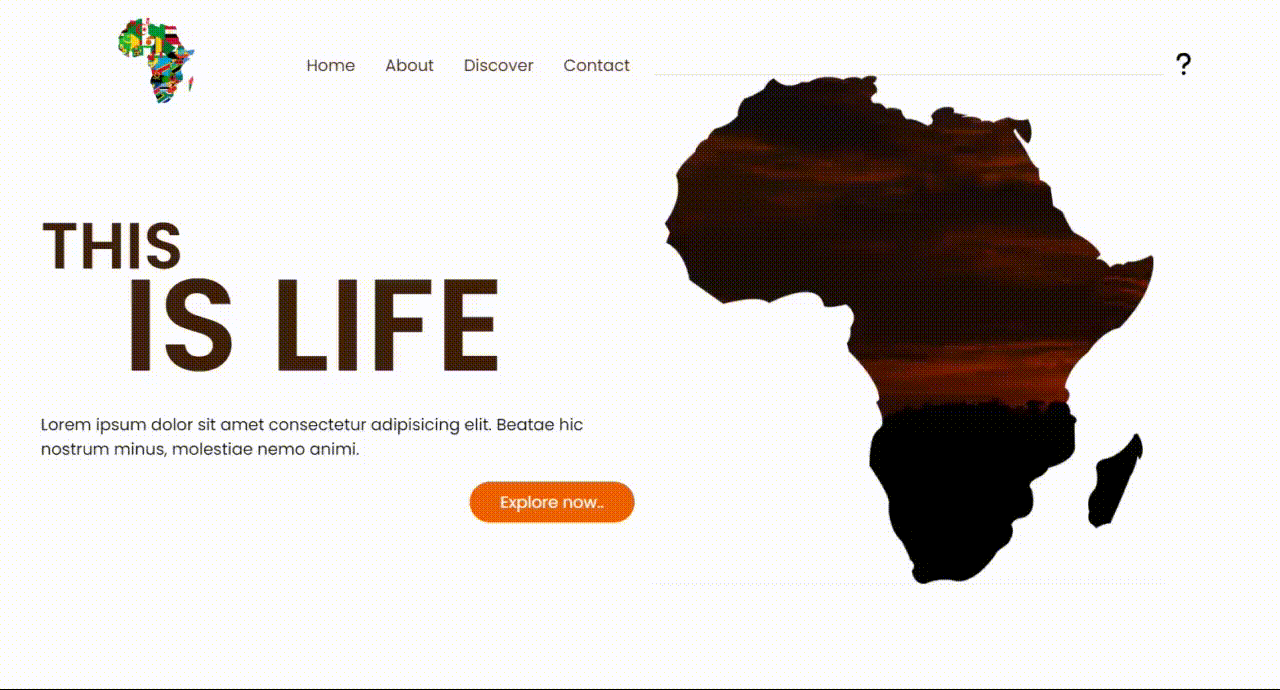 Home About Discover Contact ?
THIS
IS LIFE
Lorem ipsum dolor sit amet consectetur adipisicing elit. Beatae hic
nostrum minus, molestiae nemo animi.
Explore now..